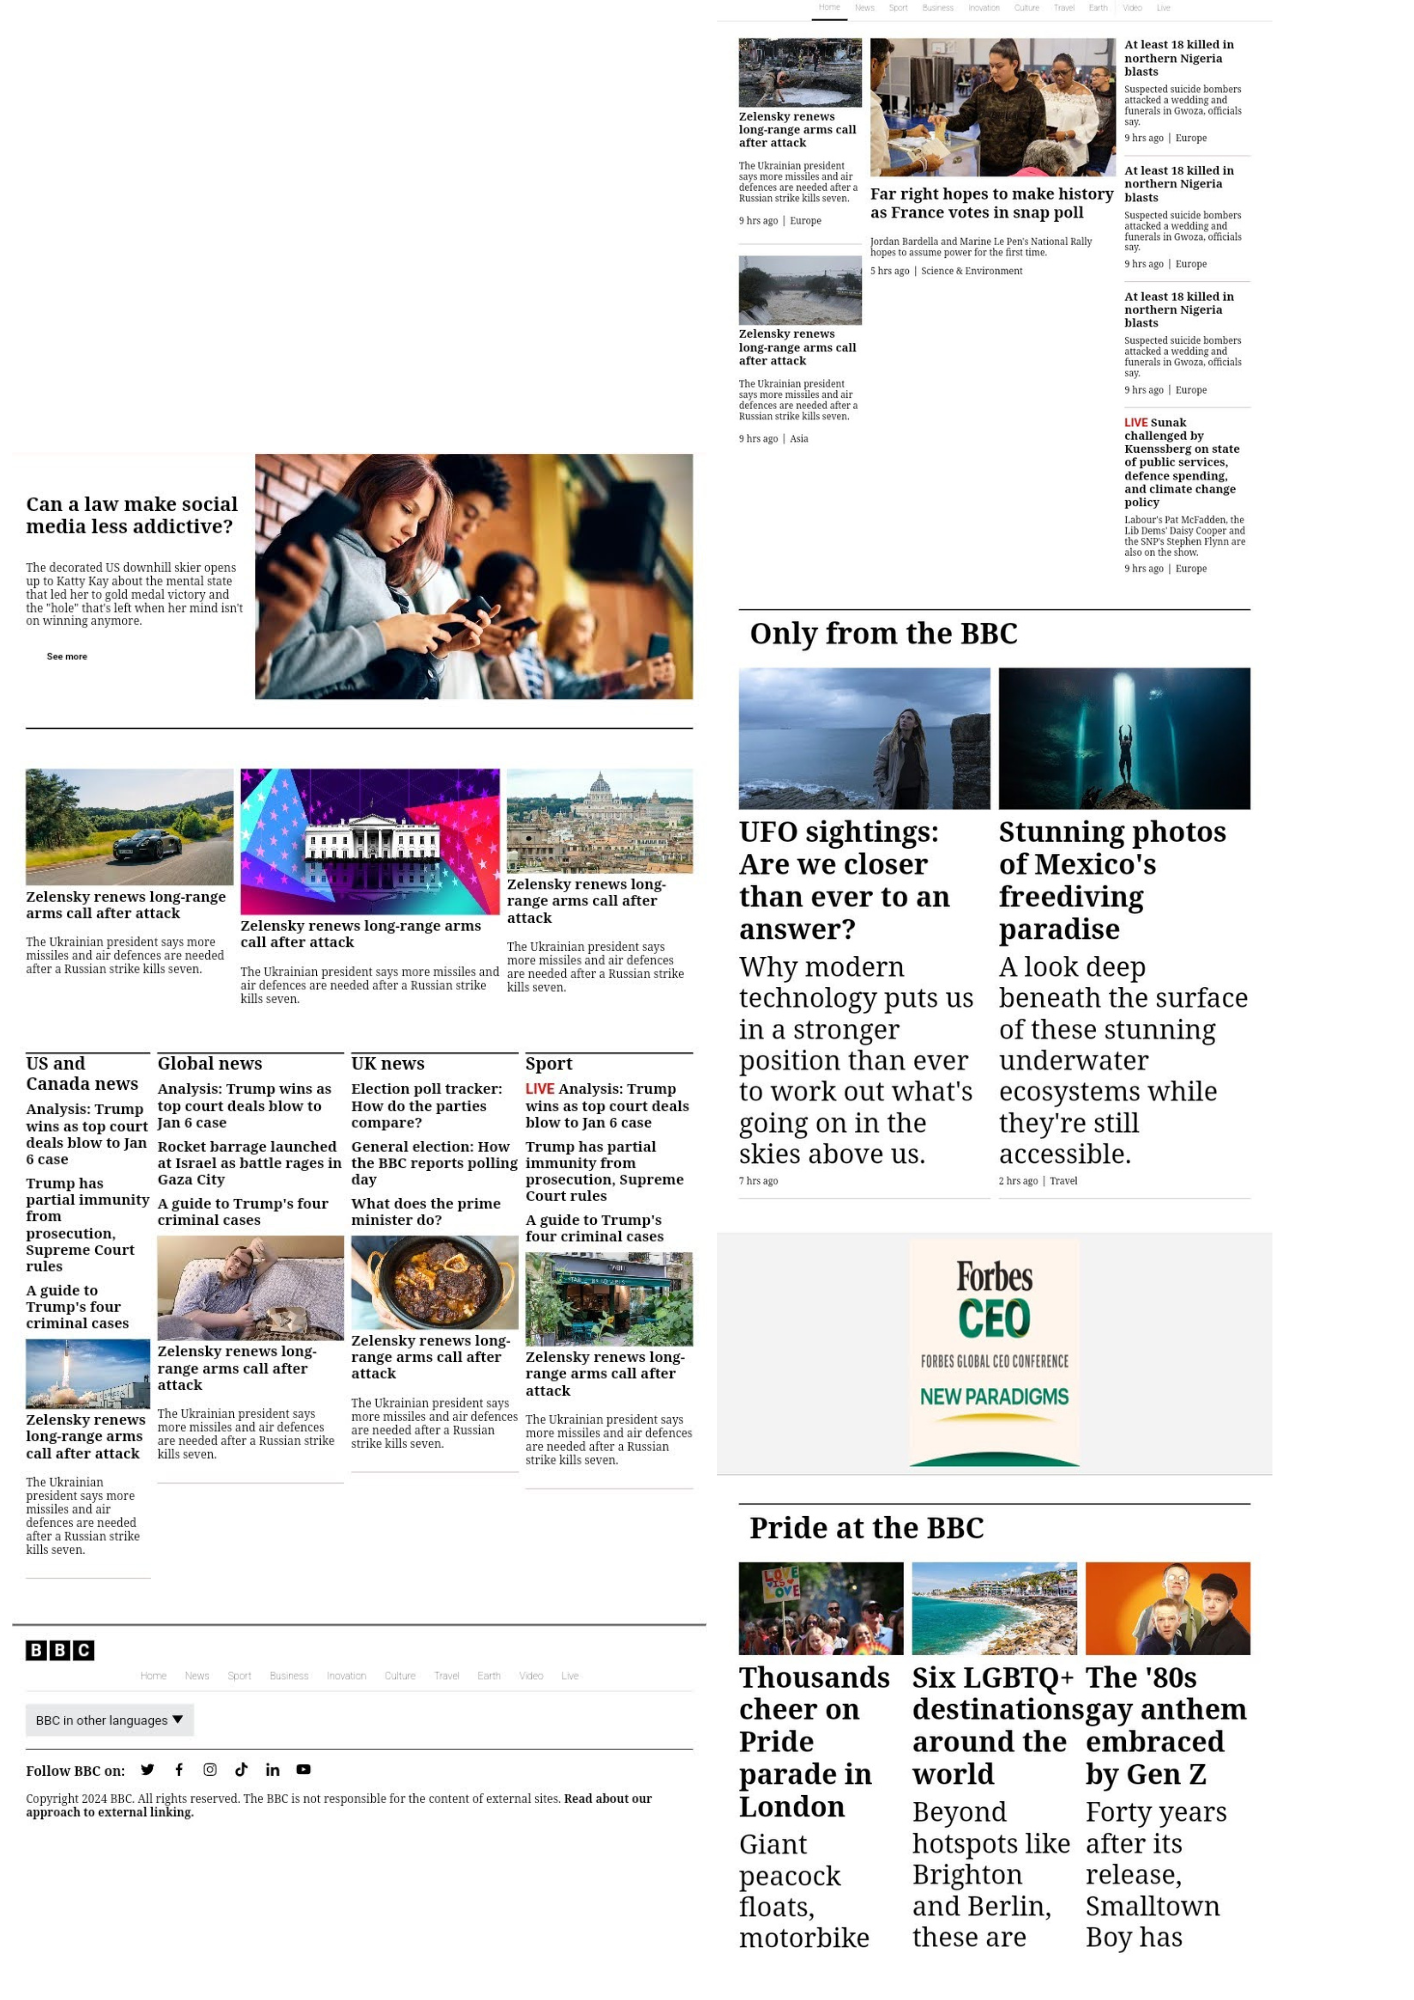 Can a law make social
media less addictive?
The decorated US downhill skier opens
up to Katty Kay about the mental state
that led her to gold medal victory and
the "hole" that's left when her mind isn't
on winning anymore.
See more
Zelensky renews long-range
arms call after attack
The Ukrainian president says more
missiles and air defences are needed
after a Russian strike kills seven.
Zelensky renews long-range arms
call after attack
The Ukrainian president says more missiles and
air defences are needed after a Russian strike
kills seven.
Zelensky renews long-
range arms call after
attack
The Ukrainian president says
more missiles and air defences
are needed after a Russian strike
kills seven.
US and
Canada news
Analysis: Trump
wins as top court
deals blow to Jan
6 case
Trump has
partial immunity
from
prosecution,
Supreme Court
rules
A guide to
Trump's four
criminal cases
Zelensky renews
long-range arms
call after attack
The Ukrainian
president says more
missiles and air
defences are needed
after a Russian strike
kills seven.
Global news
Analysis: Trump wins as
top court deals blow to
Jan 6 case
Rocket barrage launched
at Israel as battle rages in
Gaza City
A guide to Trump's four
criminal cases
Zelensky renews long-
range arms call after
attack
The Ukrainian president says
more missiles and air defences
are needed after a Russian strike
kills seven.
UK news
Election poll tracker:
How do the parties
compare?
General election: How
the BBC reports polling
day
What does the prime
minister do?
Zelensky renews long-
range arms call after
attack
The Ukrainian president says
more missiles and air defences
are needed after a Russian
strike kills seven.
Sport
LIVE Analysis: Trump
wins as top court deals
blow to Jan 6 case
Trump has partial
immunity from
prosecution, Supreme
Court rules
A guide to Trump's
four criminal cases
Zelensky renews long-
range arms call after
attack
The Ukrainian president says
more missiles and air defences
are needed after a Russian
strike kills seven.
BBC
Home News Sport Business Inovation Culture Travel Earth Video Live
BBC in other languages
Follow BBC on:
Copyright 2024 BBC. All rights reserved. The BBC is not responsible for the content of external sites. Read about our
approach to external linking.
Home News Sport Business Inovation Culture Travel Earth Video Live
Zelensky renews
long-range arms call
after attack
The Ukrainian president
says more missiles and air
defences are needed after a
Russian strike kills seven.
9 hrs ago | Europe
Zelensky renews
long-range arms call
after attack
The Ukrainian president
says more missiles and air
defences are needed after a
Russian strike kills seven.
9 hrs ago | Asia
Far right hopes to make history
as France votes in snap poll
Jordan Bardella and Marine Le Pen's National Rally
hopes to assume power for the first time.
5 hrs ago | Science & Environment
At least 18 killed in
northern Nigeria
blasts
Suspected suicide bombers
attacked a wedding and
funerals in Gwoza, officials
say.
9 hrs ago | Europe
At least 18 killed in
northern Nigeria
blasts
Suspected suicide bombers
attacked a wedding and
funerals in Gwoza, officials
say.
9 hrs ago | Europe
At least 18 killed in
northern Nigeria
blasts
Suspected suicide bombers
attacked a wedding and
funerals in Gwoza, officials
say.
9 hrs ago | Europe
LIVE Sunak
challenged by
Kuenssberg on state
of public services,
defence spending,
and climate change
policy
Labour's Pat McFadden, the
Lib Dems' Daisy Cooper and
the SNP's Stephen Flynn are
also on the show.
9 hrs ago | Europe
Only from the BBC
UFO sightings:
Are we closer
than ever to an
answer?
Why modern
technology puts us
in a stronger
position than ever
to work out what's
going on in the
skies above us.
7 hrs ago
Stunning photos
of Mexico's
freediving
paradise
A look deep
beneath the surface
of these stunning
underwater
ecosystems while
they're still
accessible.
2 hrs ago | Travel
Forbes
CEO
FORBES GLOBAL CEO CONFERENCE
NEW PARADIGMS
Pride at the BBC
LOVE
IS
LOVE
Thousands
cheer on
Pride
parade in
London
Giant
peacock
floats,
motorbike
Six LGBTQ+
destinations
around the
world
Beyond
hotspots like
Brighton
and Berlin,
these are
The '80s
gay anthem
embraced
by Gen Z
Forty years
after its
release,
Smalltown
Boy has